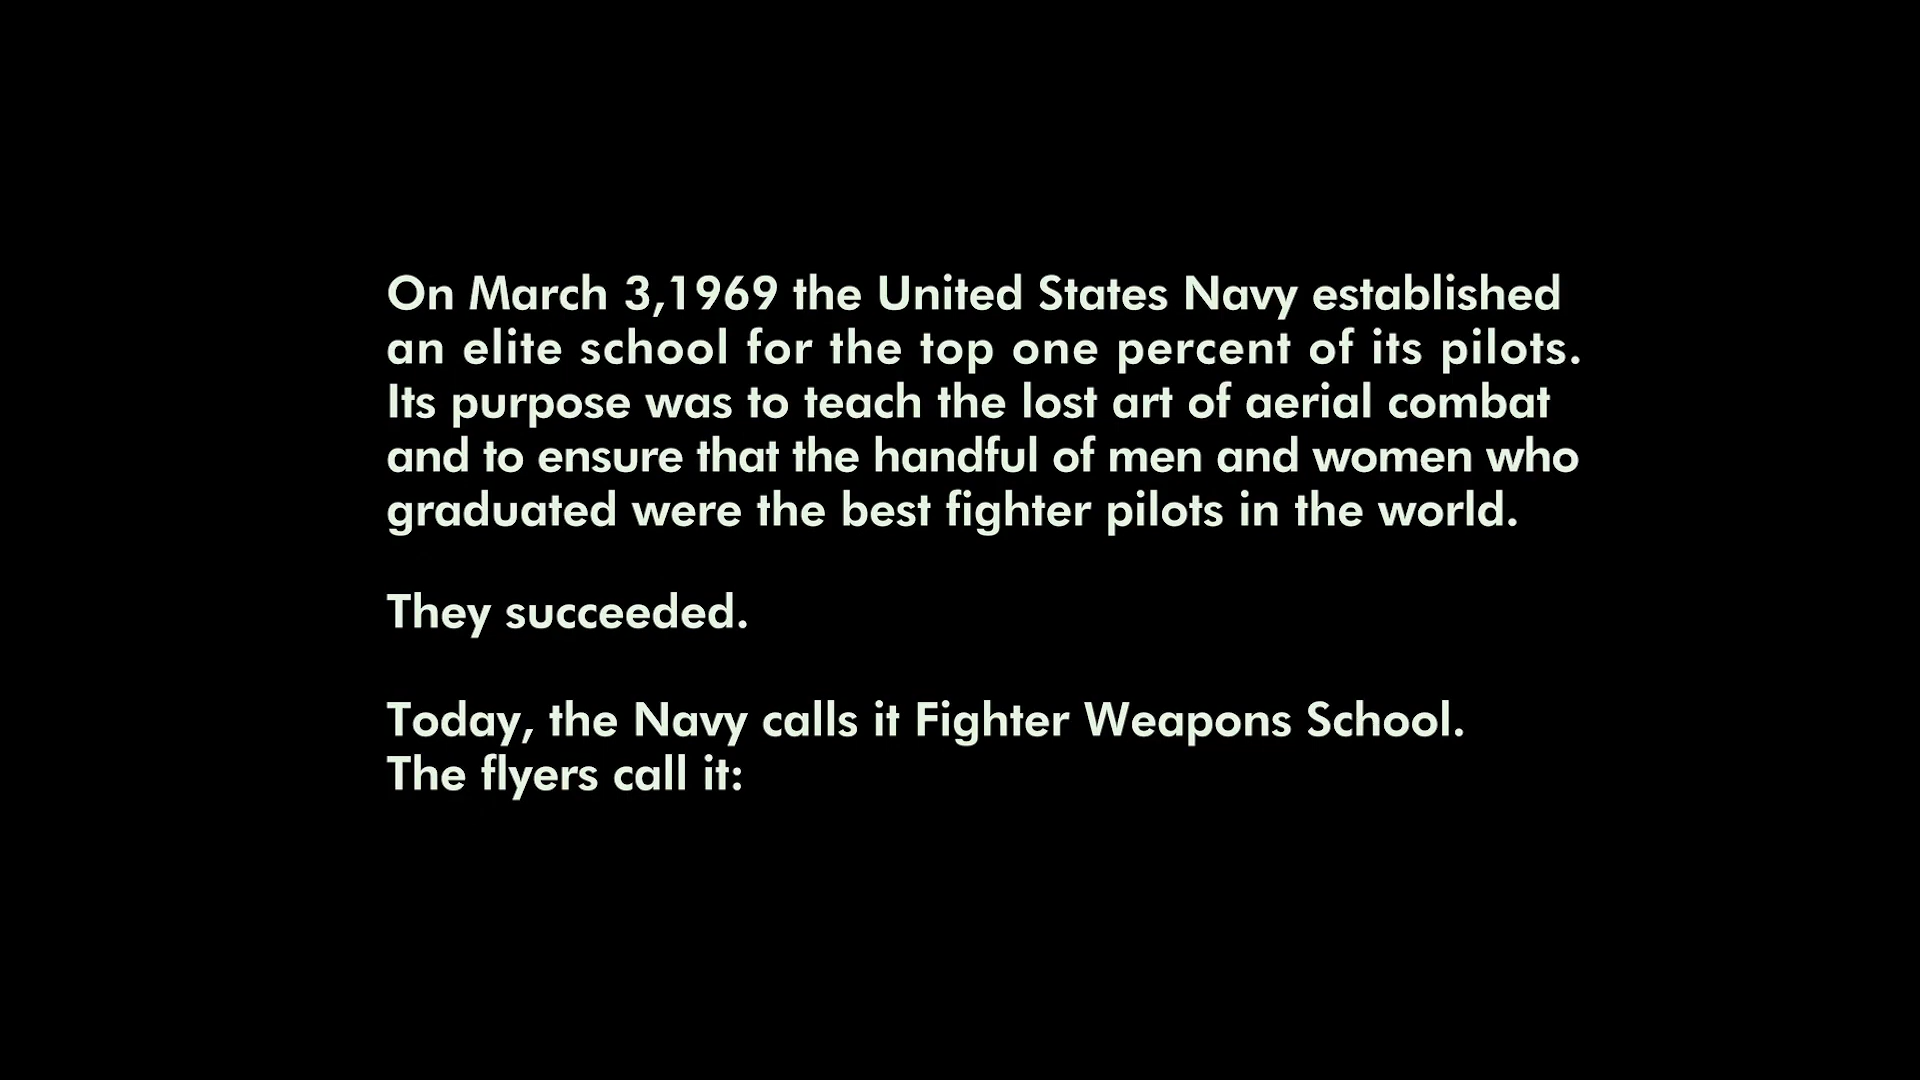 On March 3,1969 the United States Navy established
an elite school for the top one percent of its pilots.
Its purpose was to teach the lost art of aerial combat
and to ensure that the handful of men and women who
graduated were the best fighter pilots in the world.
They succeeded.
Today, the Navy calls it Fighter Weapons School.
The flyers call it: